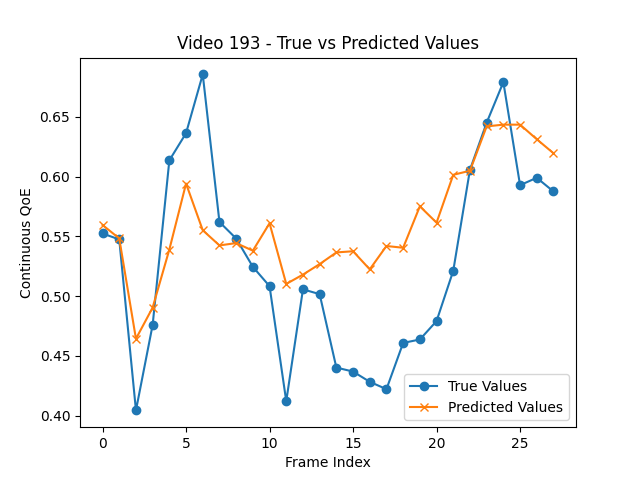 Video 193 - True vs Predicted Values
Continuous QoE
0.65
0.60
0.55
0.50
0.45
0.40
True Values
Predicted Values
0 5 10 15 20 25
Frame Index